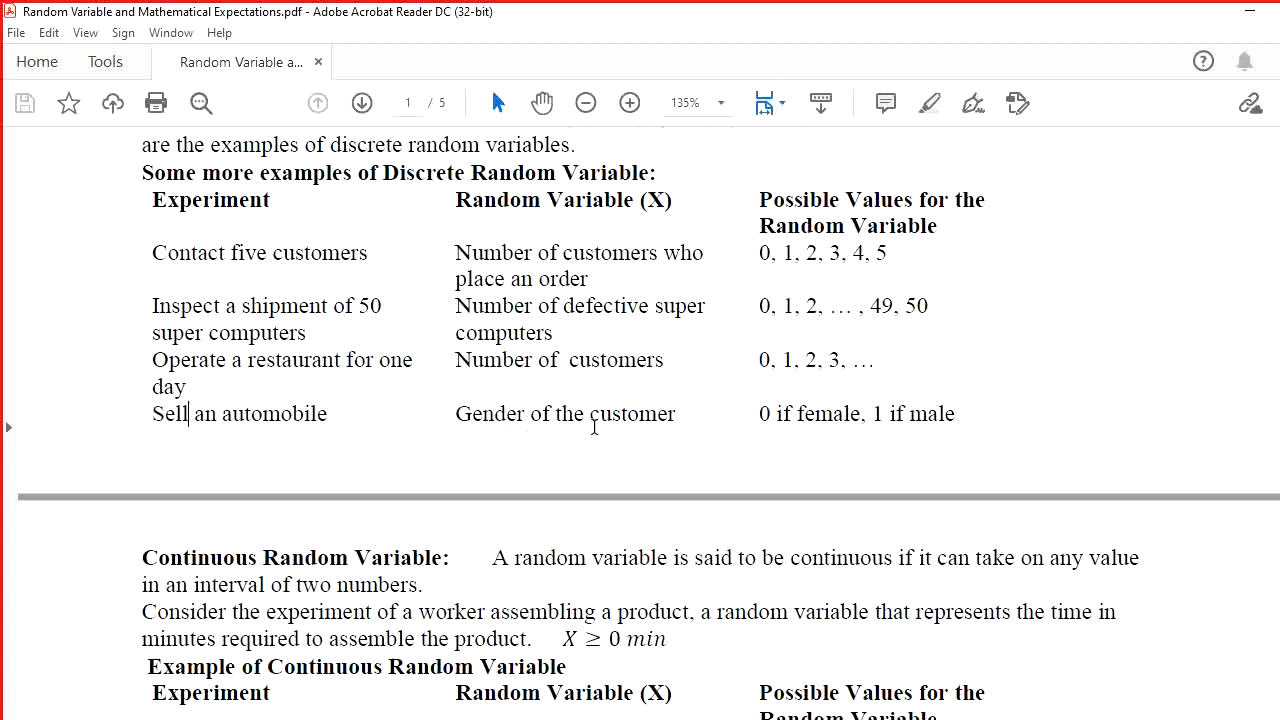 Random Variable and Mathematical Expectations.pdf - Adobe Acrobat Reader DC (32-bit)
File Edit View Sign Window Help
Home Tools Random Variable a... ×
1 / 5 135%
are the examples of discrete random variables.
Some more examples of Discrete Random Variable:
Experiment Random Variable (X) Possible Values for the
Random Variable
Contact five customers Number of customers who 0, 1, 2, 3, 4, 5
place an order
Inspect a shipment of 50 Number of defective super 0, 1, 2, … , 49, 50
super computers computers
Operate a restaurant for one Number of customers 0, 1, 2, 3, …
day
Sell an automobile Gender of the customer 0 if female, 1 if male
Continuous Random Variable: A random variable is said to be continuous if it can take on any value
in an interval of two numbers.
Consider the experiment of a worker assembling a product, a random variable that represents the time in
minutes required to assemble the product. X ≥ 0 min
Example of Continuous Random Variable
Experiment Random Variable (X) Possible Values for the
Random Variable